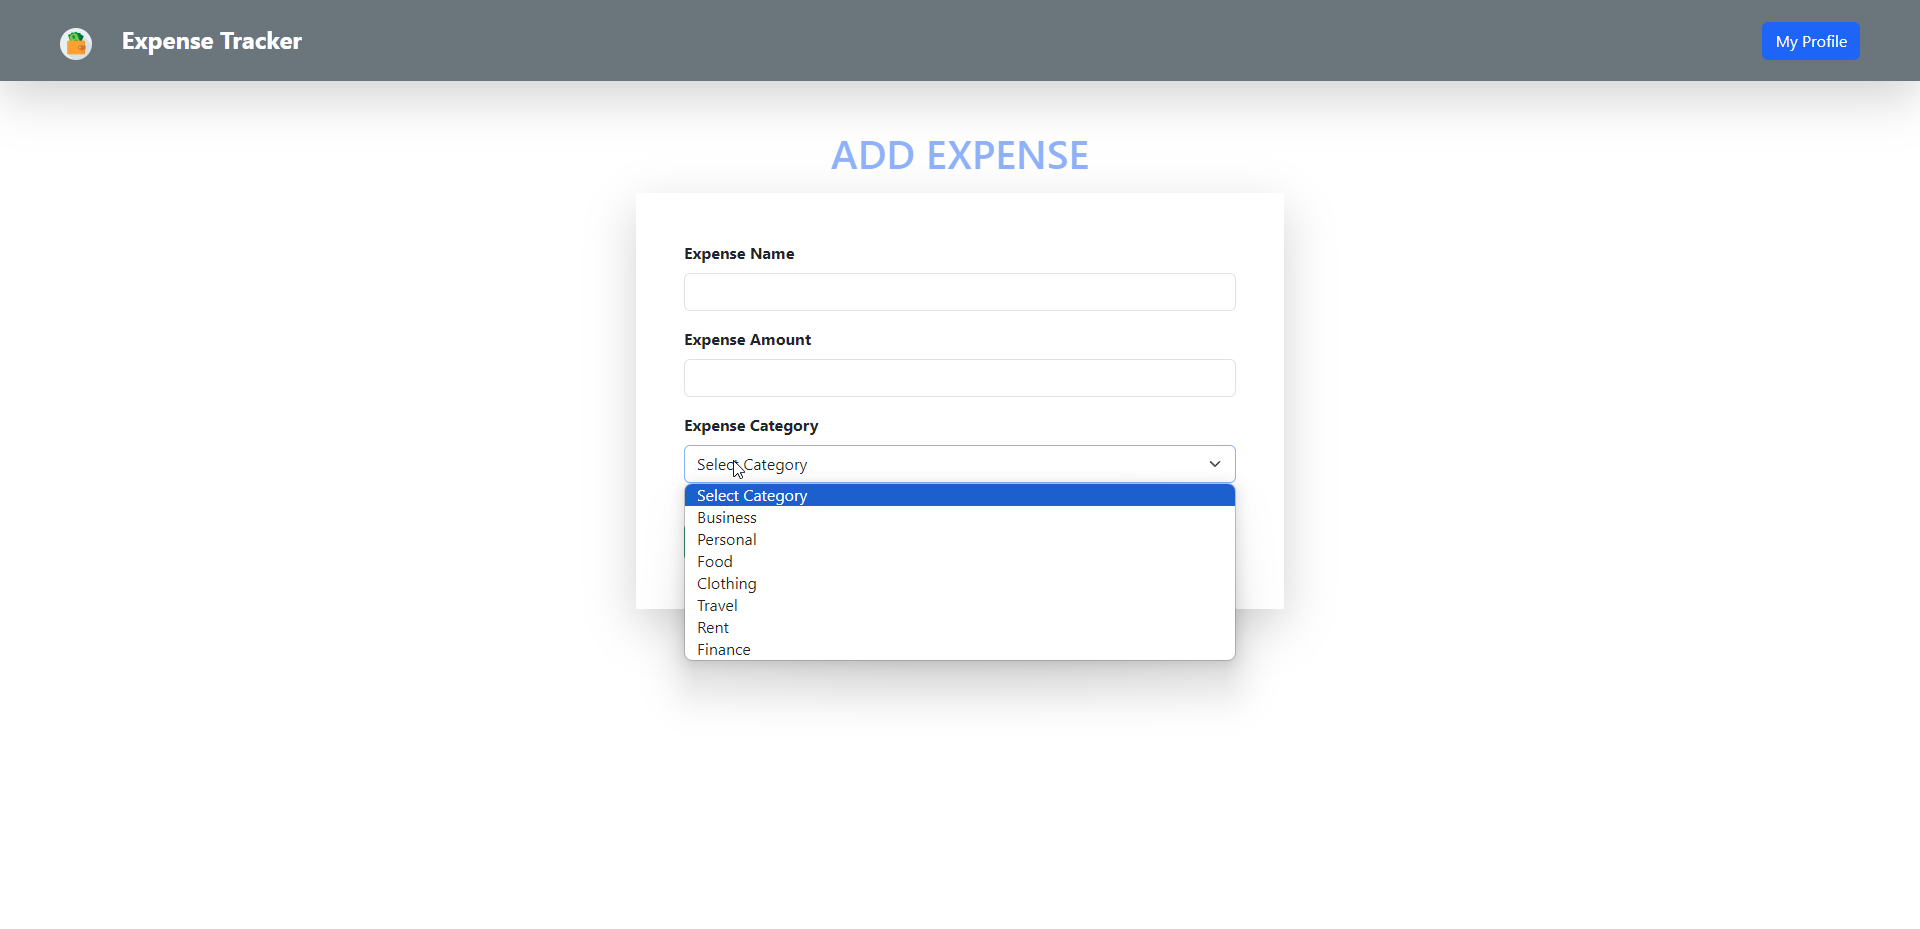 Expense Tracker
My Profile
ADD EXPENSE
Expense Name
Expense Amount
Expense Category
Select Category
Select Category
Business
Personal
Food
Clothing
Travel
Rent
Finance